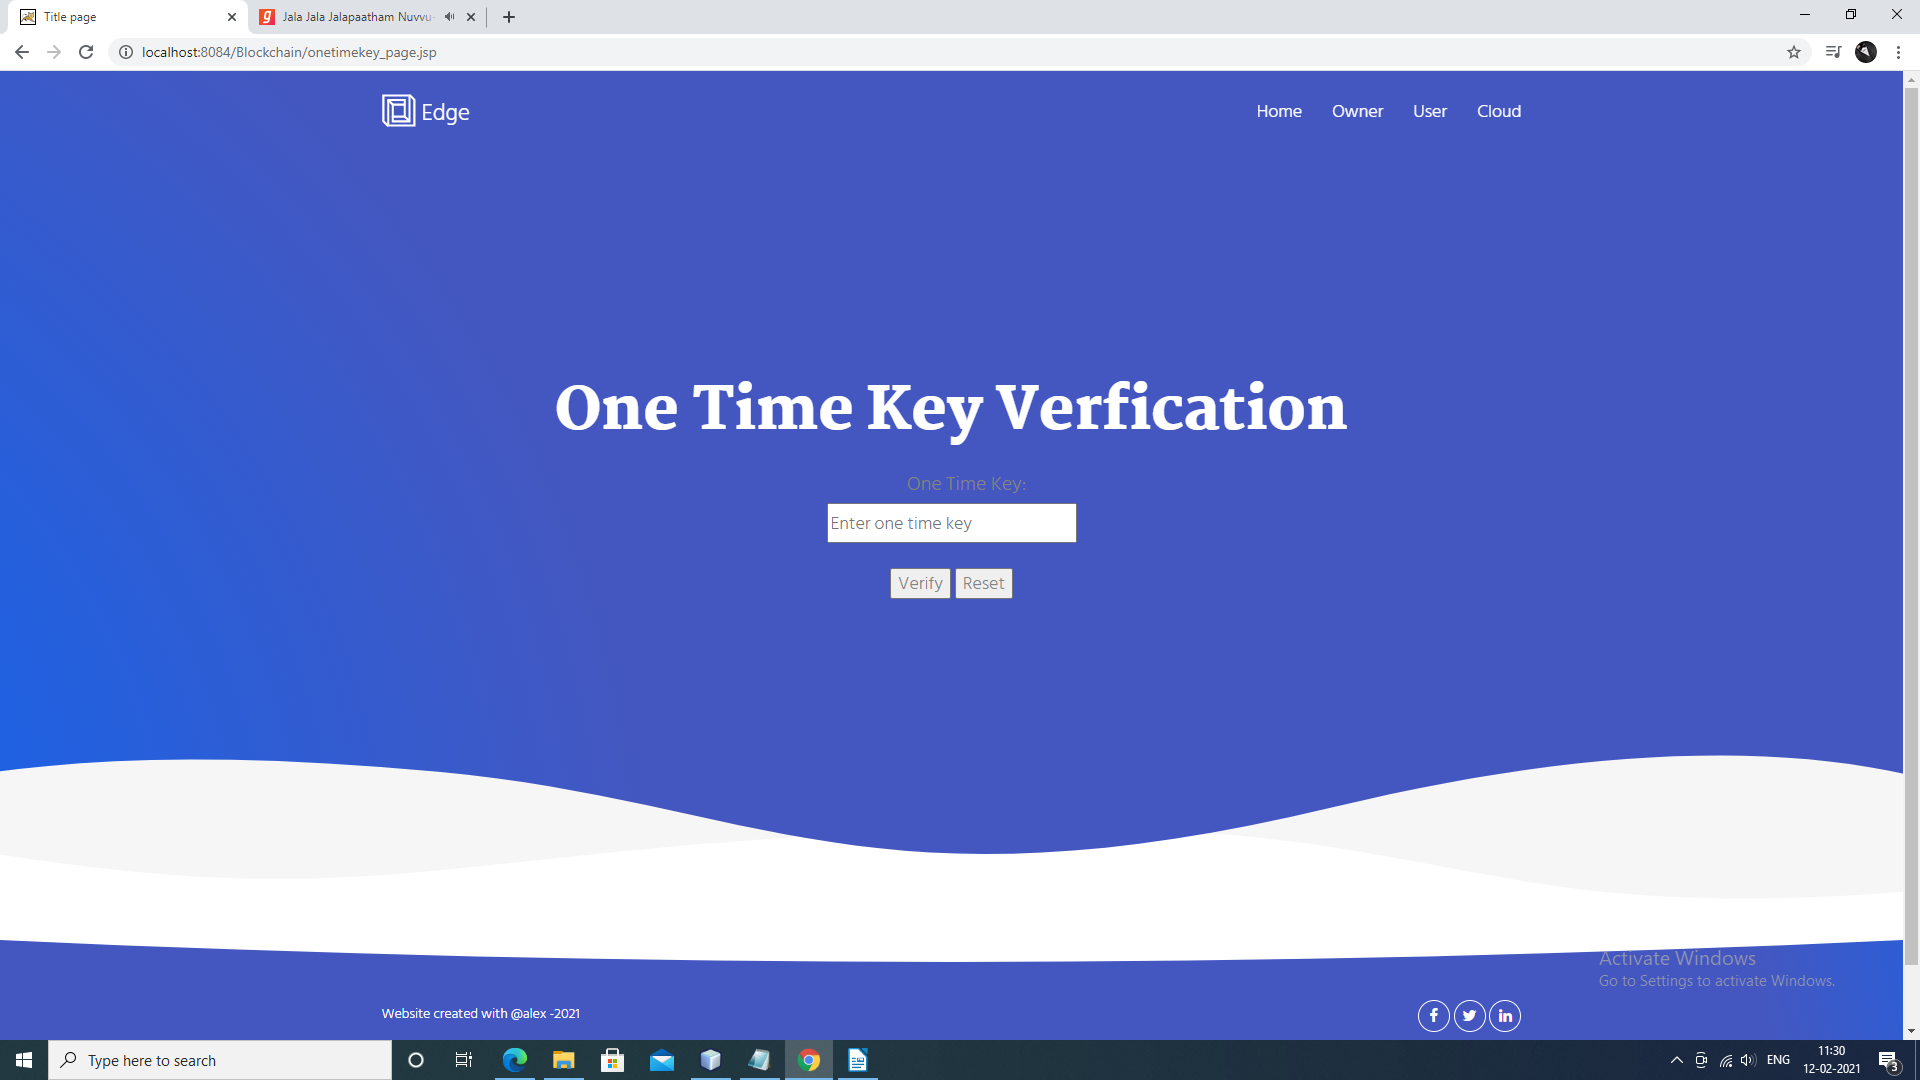 Title page
Jala Jala Jalapaatham Nuvvu
localhost:8084/Blockchain/onetimekey_page.jsp
Edge
Home Owner User Cloud
One Time Key Verfication
One Time Key:
Enter one time key
Verify Reset
Activate Windows
Go to Settings to activate Windows.
Website created with @alex -2021
Type here to search
ENG
11:30
12-02-2021
3